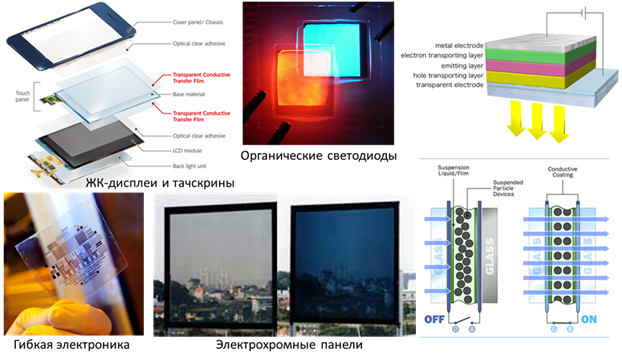 Cover panel/ Chassis
Optical clear adhesive
Transparent Conductive
Transfer Film
Touch
panel
Base material
Transparent Conductive
Transfer Film
Optical clear adhesive
LCD module
Back light unit
ЖК-дисплеи и тачскрины
Органические светодиоды
metal electrode
electron transporting layer
emitting layer
hole transporting layer
transparent electrode
Гибкая электроника
Электрохромные панели
Suspension
Liquid/Film
Suspended
Particle
Devices
GLASS
GLASS
OFF
Conductive
Coating
GLASS
GLASS
ON